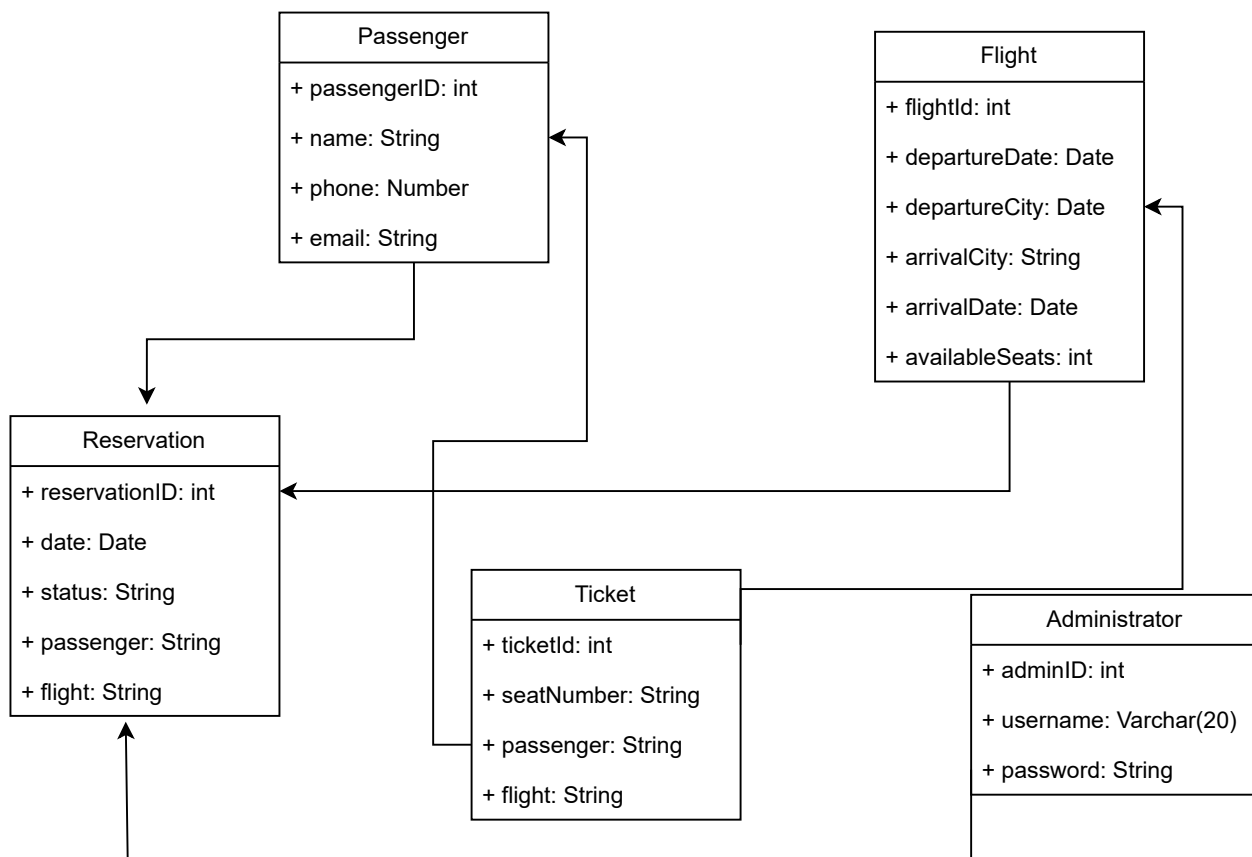 Passenger
+ passengerID: int
+ name: String
+ phone: Number
+ email: String
Flight
+ flightId: int
+ departureDate: Date
+ departureCity: Date
+ arrivalCity: String
+ arrivalDate: Date
+ availableSeats: int
Reservation
+ reservationID: int
+ date: Date
+ status: String
+ passenger: String
+ flight: String
Ticket
+ ticketId: int
+ seatNumber: String
+ passenger: String
+ flight: String
Administrator
+ adminID: int
+ username: Varchar(20)
+ password: String